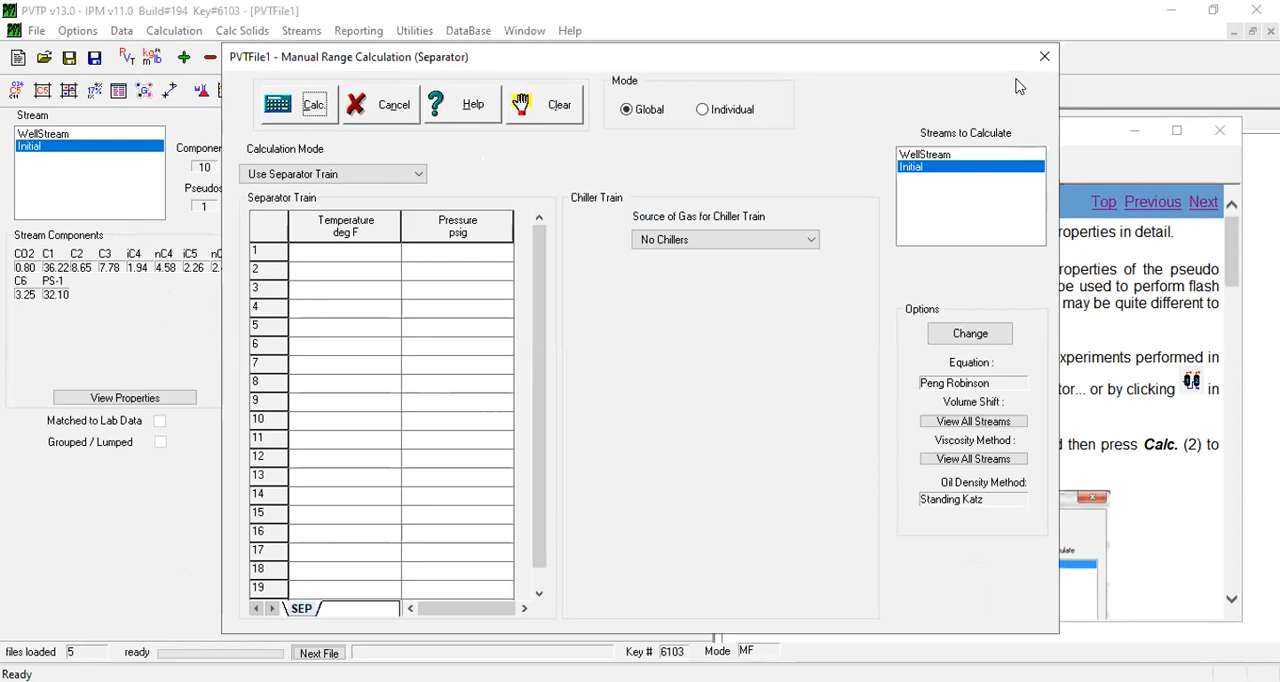 PVTP v13.0 - IPM v11.0 Build#194 Key#6103 - [PVTFile1]
File Options Data Calculation Calc Solids Streams Reporting Utilities DataBase Window Help
PVTFile1 - Manual Range Calculation (Separator)
Calc. Cancel Help Clear
Mode
Global Individual
Stream
WellStream
Initial
Component
10
Pseudos
1
Stream Components
CO2 C1 C2 C3 iC4 nC4 iC5 nC
0.80 36.22 8.65 7.78 1.94 4.58 2.26 2.
C6 PS-1
3.25 32.10
View Properties
Matched to Lab Data
Grouped / Lumped
Calculation Mode
Use Separator Train
Separator Train
Temperature
deg F
Pressure
psig
1
2
3
4
5
6
7
8
9
10
11
12
13
14
15
16
17
18
19
SEP
Chiller Train
Source of Gas for Chiller Train
No Chillers
Streams to Calculate
WellStream
Initial
Options
Change
Equation :
Peng Robinson
Volume Shift :
View All Streams
Viscosity Method :
View All Streams
Oil Density Method:
Standing Katz
Top Previous Next
roperties in detail.
roperties of the pseudo
be used to perform flash
may be quite different to
xperiments performed in
tor... or by clicking in
d then press Calc. (2) to
ulate
files loaded 5 ready Next File Key # 6103 Mode MF
Ready